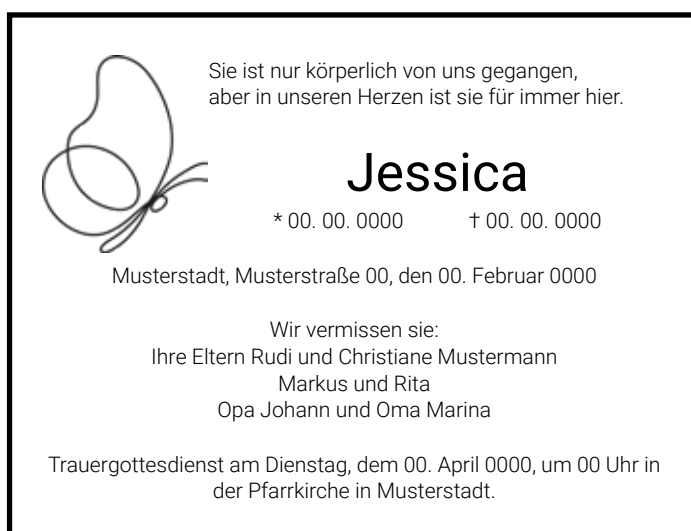 Sie ist nur körperlich von uns gegangen,
aber in unseren Herzen ist sie für immer hier.
Jessica
* 00. 00. 0000 † 00. 00. 0000
Musterstadt, Musterstraße 00, den 00. Februar 0000
Wir vermissen sie:
Ihre Eltern Rudi und Christiane Mustermann
Markus und Rita
Opa Johann und Oma Marina
Trauergottesdienst am Dienstag, dem 00. April 0000, um 00 Uhr in
der Pfarrkirche in Musterstadt.